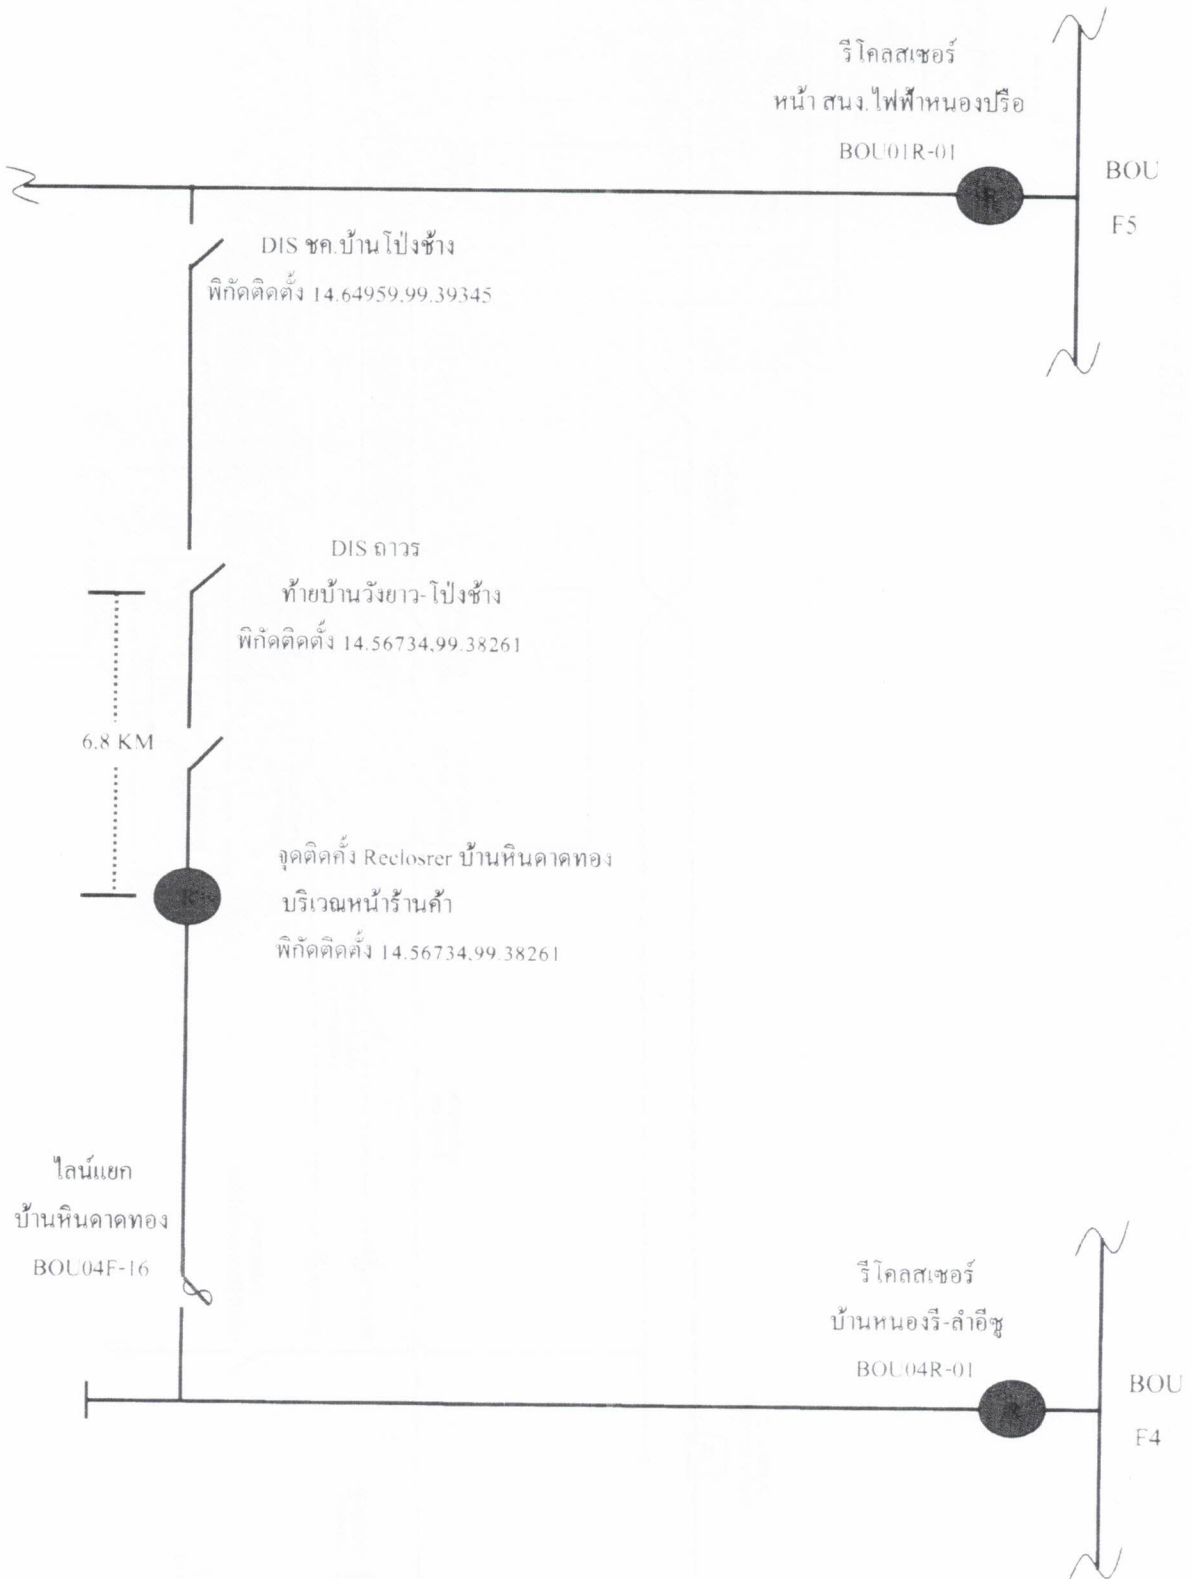 รีโคลสเซอร์
หน้า สนง.ไฟฟ้าหนองปรือ
BOU01R-01
BOU
F5
R
DIS ชค.บ้านโป่งช้าง
พิกัดติดตั้ง 14.64959.99.39345
DIS ถาวร
ท้ายบ้านวังยาว-โป่งช้าง
พิกัดติดตั้ง 14.56734,99.38261
6.8 KM
จุดติดตั้ง Reclosrer บ้านหินดาดทอง
บริเวณหน้าร้านค้า
พิกัดติดตั้ง 14.56734,99.38261
ไลน์แยก
บ้านหินดาดทอง
BOU04F-16
รีโคลสเซอร์
บ้านหนองรี-ลำอีซู
BOU04R-01
R
BOU
F4